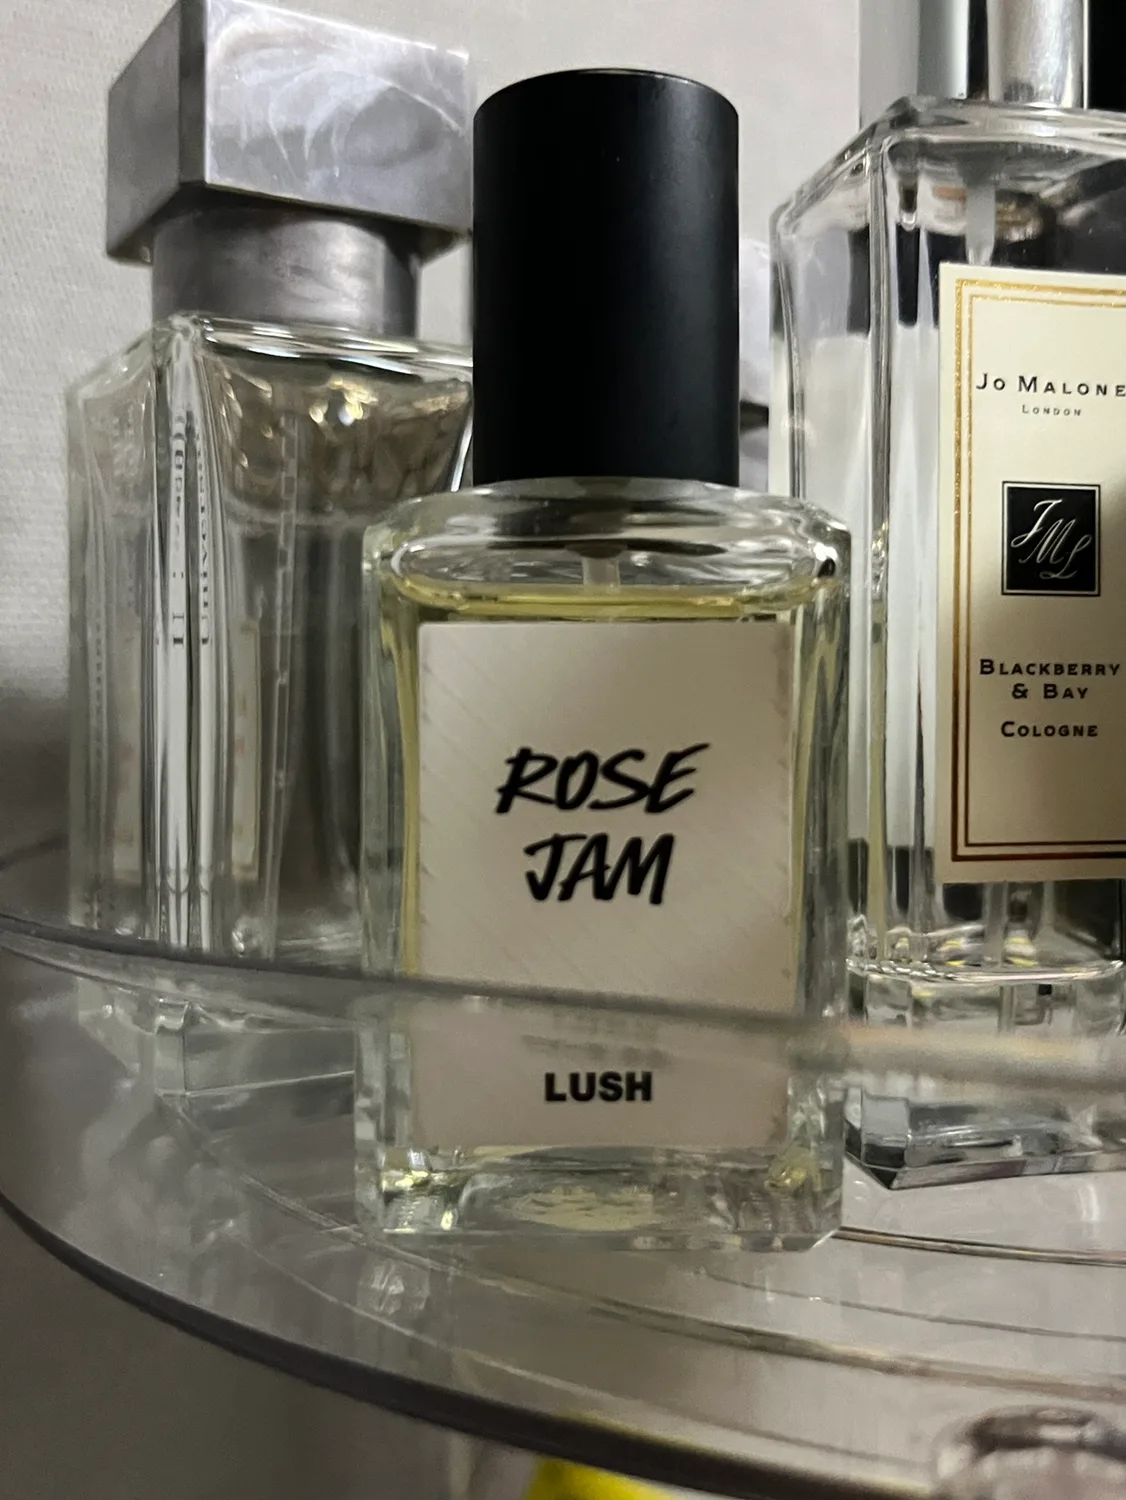 ROSE
JAM
LUSH
JO MALONE
LONDON
JML
BLACKBERRY
& BAY
COLOGNE